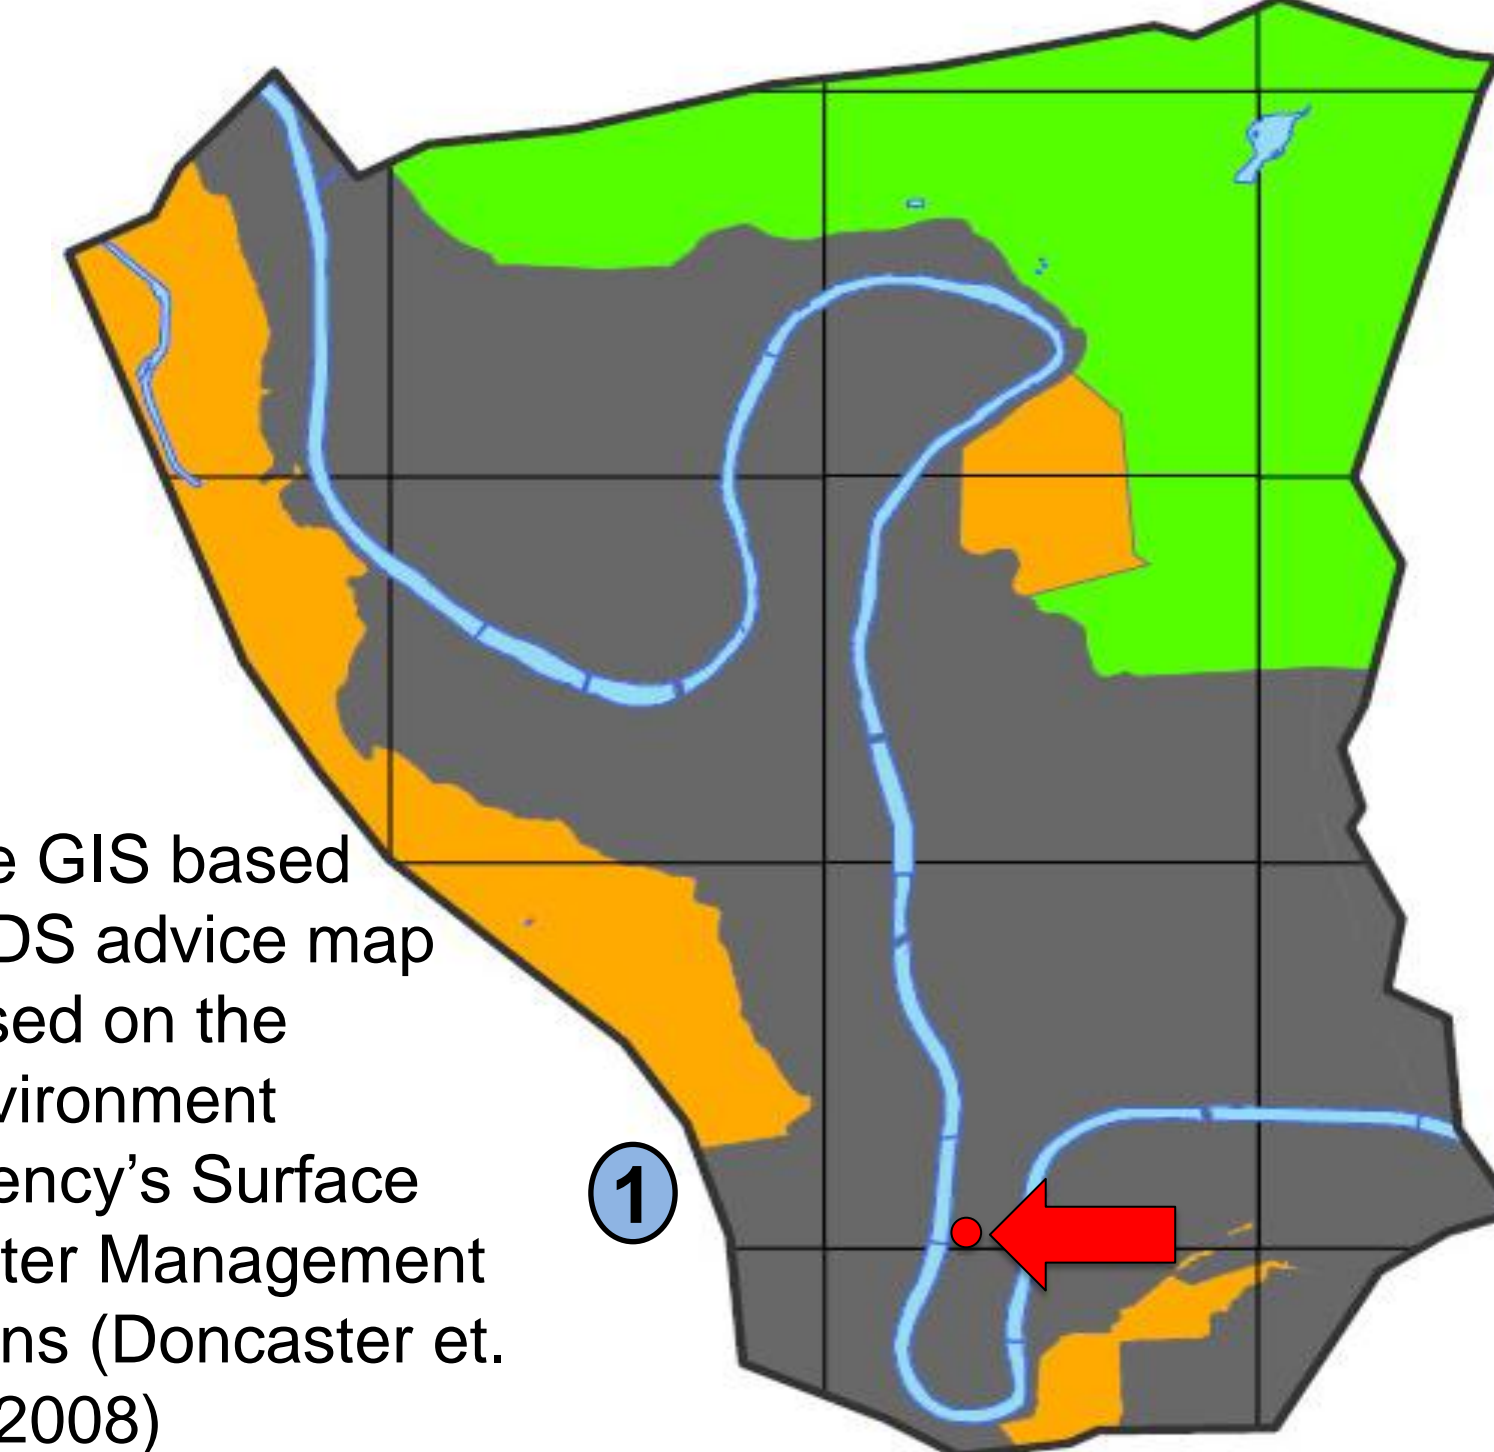 e GIS based
DS advice map
sed on the
vironment
ency’s Surface
ter Management
ns (Doncaster et.
2008)
1